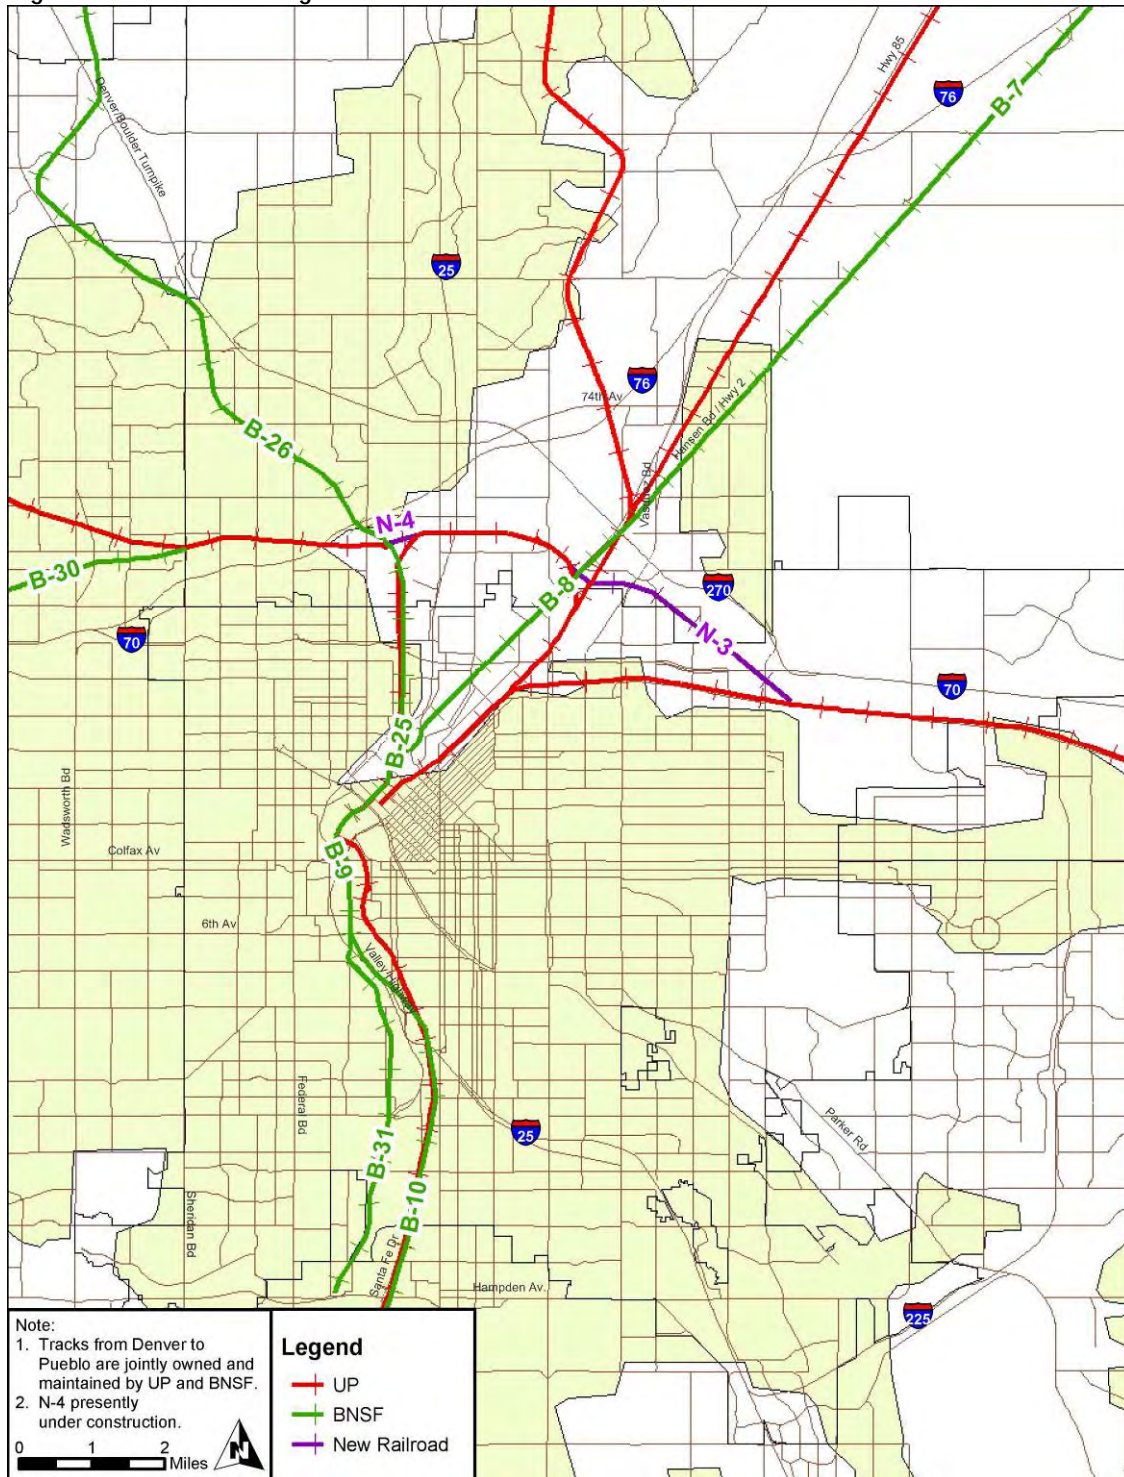 Hwy 85
76
B-7
Denver/Boulder Turnpike
25
76
74th Av
Hansen Bd / Hwy 2
B-26
Vasquez Bd
N-4
B-30
B-8
270
70
N-3
70
B-25
Wadsworth Bd
Colfax Av
B-9
6th Av
Valley Highway
Federal Bd
25
Parker Rd
B-31
B-10
Sheridan Bd
Santa Fe Dr
Hampden Av.
225
Note:
1. Tracks from Denver to
Pueblo are jointly owned and
maintained by UP and BNSF.
2. N-4 presently
under construction.
0 1 2
Miles
N
Legend
UP
BNSF
New Railroad